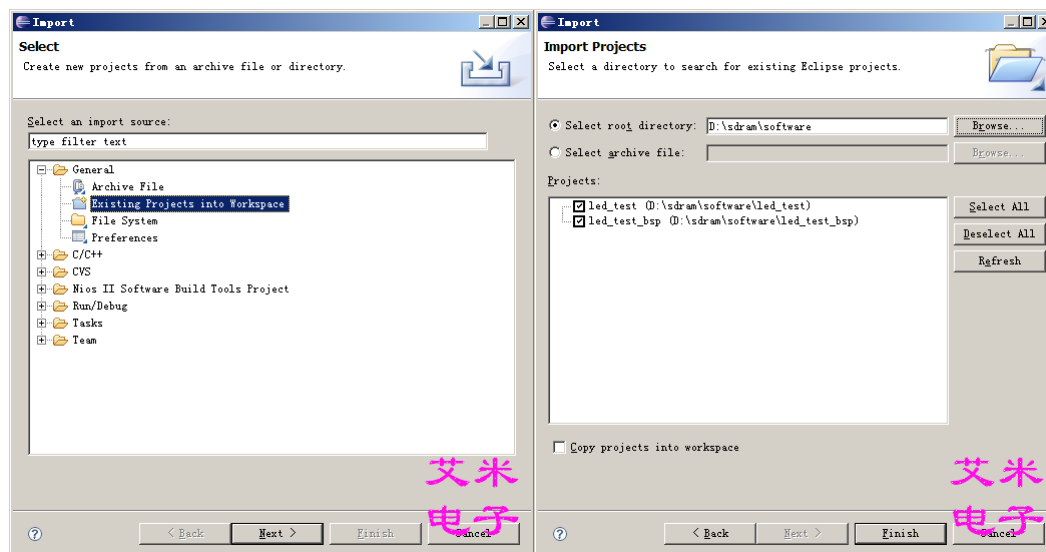 Import
Select
Create new projects from an archive file or directory.
Select an import source:
type filter text
General
Archive File
Existing Projects into Workspace
File System
Preferences
C/C++
CVS
Nios II Software Build Tools Project
Run/Debug
Tasks
Team
艾米
电子
< Back
Next >
Finish
Cancel
Import
Import Projects
Select a directory to search for existing Eclipse projects.
Select root directory:
D:\sdram\software
Browse...
Select archive file:
Browse...
Projects:
led_test (D:\sdram\software\led_test)
led_test_bsp (D:\sdram\software\led_test_bsp)
Select All
Deselect All
Refresh
Copy projects into workspace
艾米
电子
< Back
Next >
Finish
Cancel